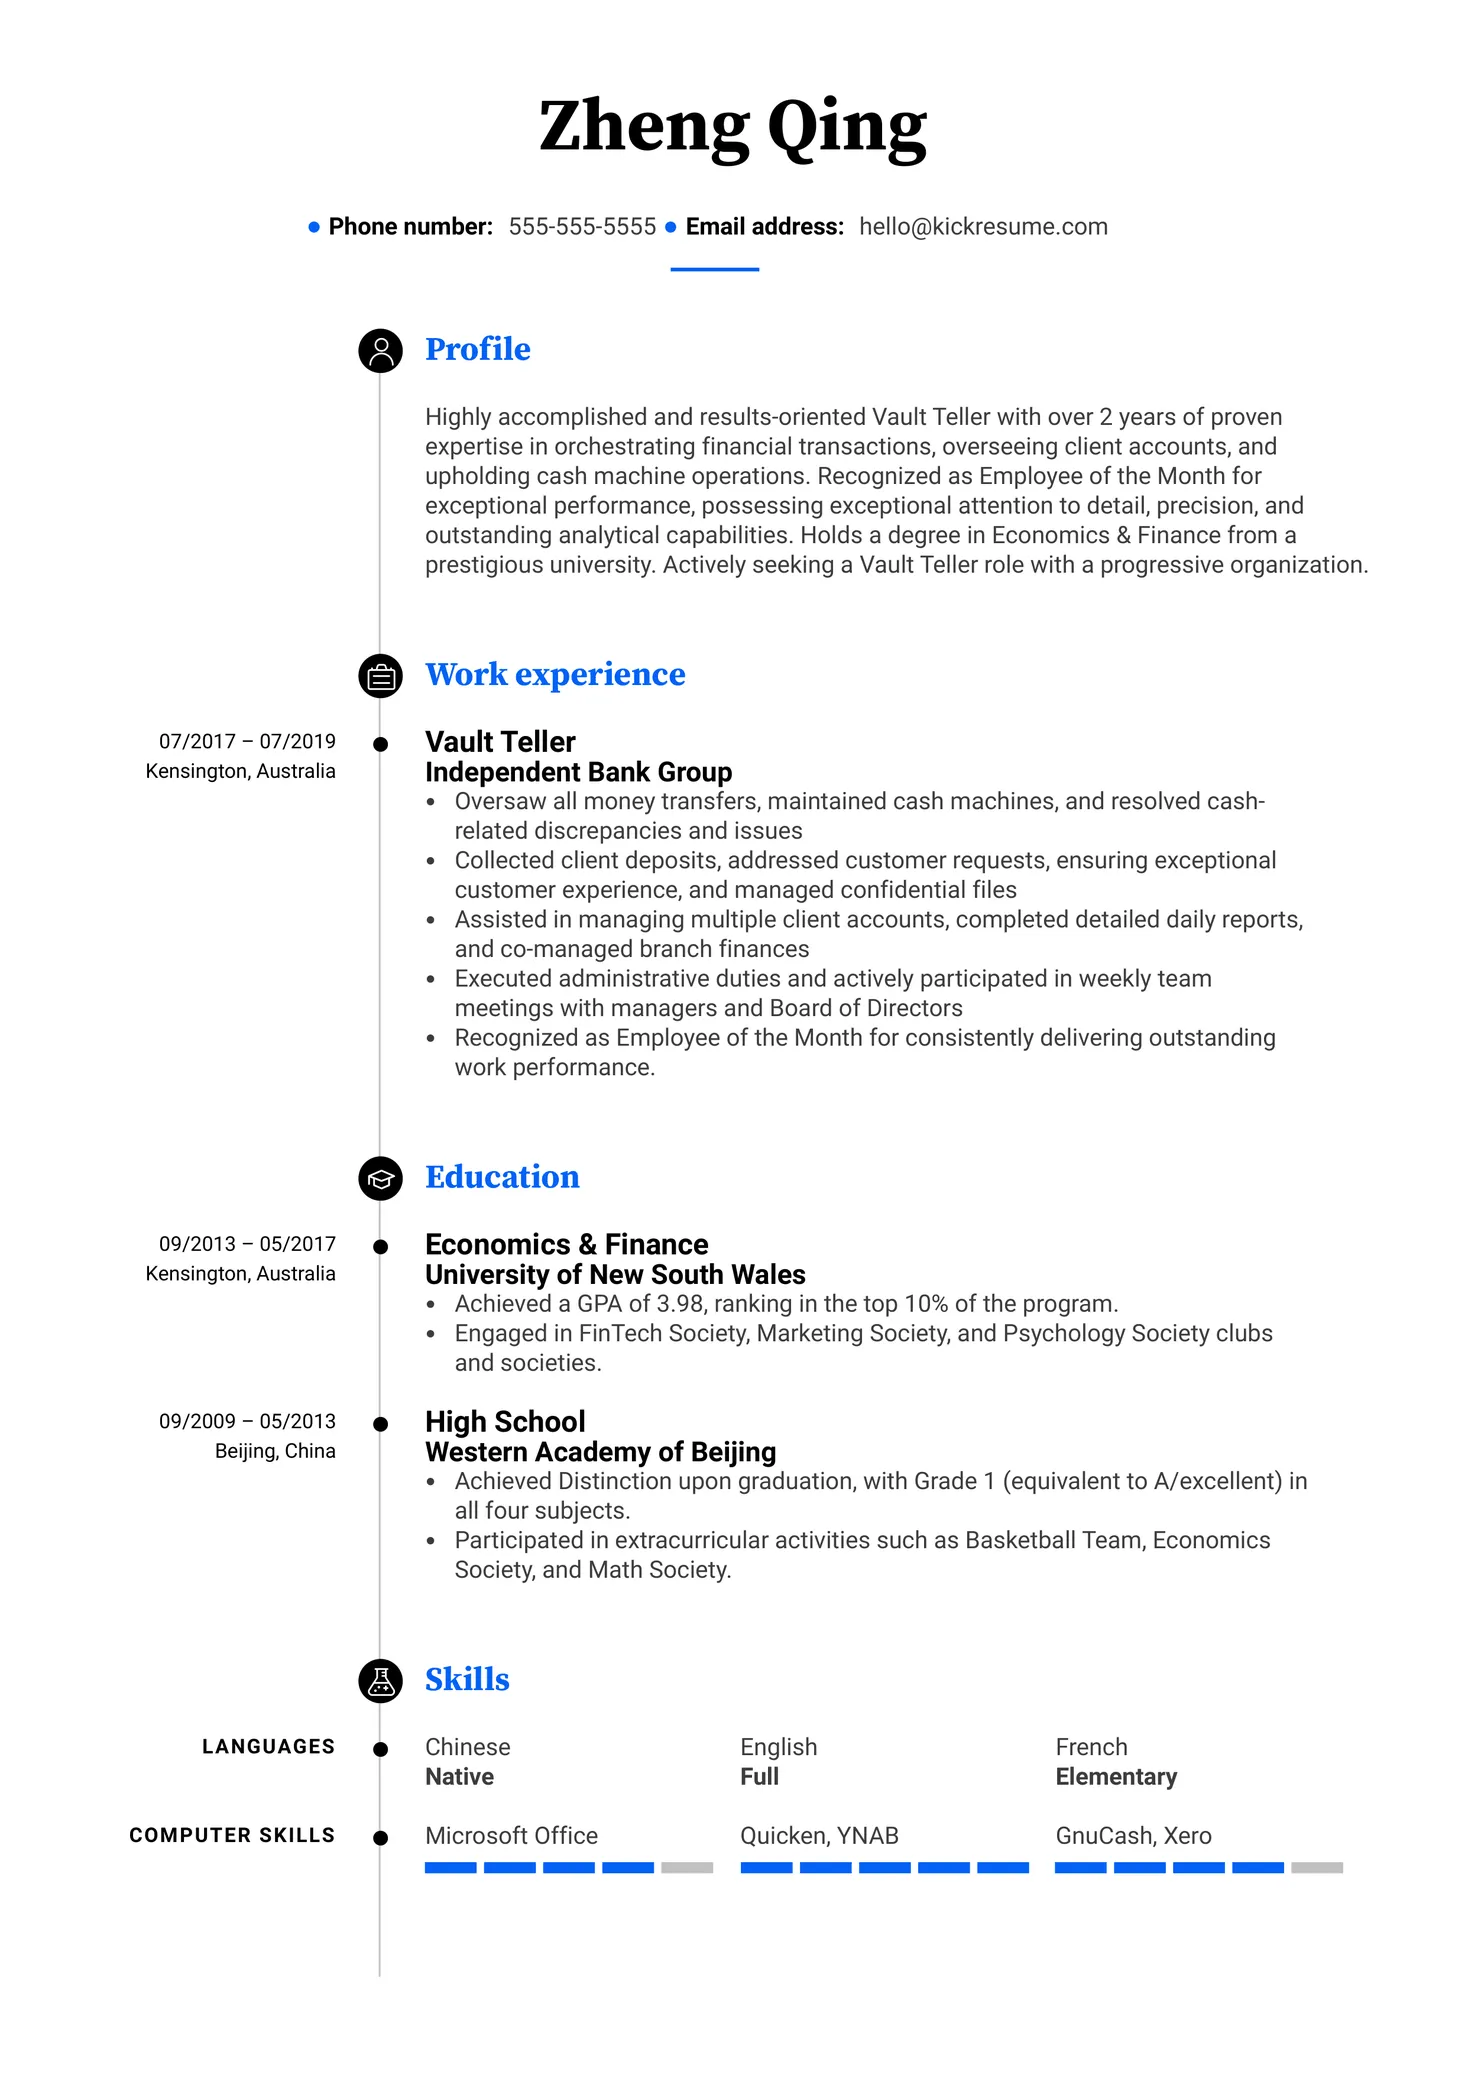 Zheng Qing
Phone number: 555-555-5555 Email address: hello@kickresume.com
Profile
Highly accomplished and results-oriented Vault Teller with over 2 years of proven
expertise in orchestrating financial transactions, overseeing client accounts, and
upholding cash machine operations. Recognized as Employee of the Month for
exceptional performance, possessing exceptional attention to detail, precision, and
outstanding analytical capabilities. Holds a degree in Economics & Finance from a
prestigious university. Actively seeking a Vault Teller role with a progressive organization.
Work experience
07/2017 – 07/2019
Kensington, Australia
Vault Teller
Independent Bank Group
• Oversaw all money transfers, maintained cash machines, and resolved cash-
related discrepancies and issues
• Collected client deposits, addressed customer requests, ensuring exceptional
customer experience, and managed confidential files
• Assisted in managing multiple client accounts, completed detailed daily reports,
and co-managed branch finances
• Executed administrative duties and actively participated in weekly team
meetings with managers and Board of Directors
• Recognized as Employee of the Month for consistently delivering outstanding
work performance.
Education
09/2013 – 05/2017
Kensington, Australia
Economics & Finance
University of New South Wales
• Achieved a GPA of 3.98, ranking in the top 10% of the program.
• Engaged in FinTech Society, Marketing Society, and Psychology Society clubs
and societies.
09/2009 – 05/2013
Beijing, China
High School
Western Academy of Beijing
• Achieved Distinction upon graduation, with Grade 1 (equivalent to A/excellent) in
all four subjects.
• Participated in extracurricular activities such as Basketball Team, Economics
Society, and Math Society.
Skills
LANGUAGES
Chinese English French
Native Full Elementary
COMPUTER SKILLS
Microsoft Office Quicken, YNAB GnuCash, Xero